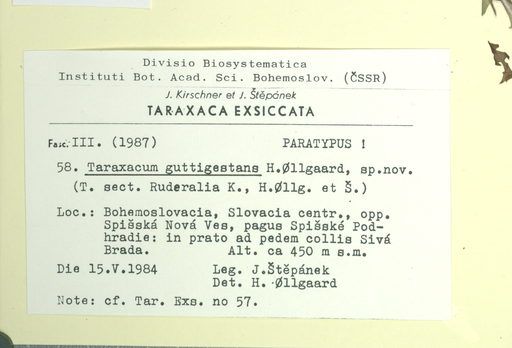 Divisio Biosystematica
Instituti Bot. Acad. Sci. Bohemoslov. (ČSSR)
J. Kirschner et J. Štěpánek
TARAXACA EXSICCATA
Fasc. III. (1987) PARATYPUS !
58. Taraxacum guttigestans H.Øllgaard, sp.nov.
(T. sect. Ruderalia K., H.Øllg. et Š.)
Loc.: Bohemoslovacia, Slovacia centr., opp.
Spišská Nová Ves, pagus Spišské Pod-
hradie: in prato ad pedem collis Sivá
Brada. Alt. ca 450 m s.m.
Die 15.V.1984 Leg. J.Štěpánek
Det. H. Øllgaard
Note: cf. Tar. Exs. no 57.